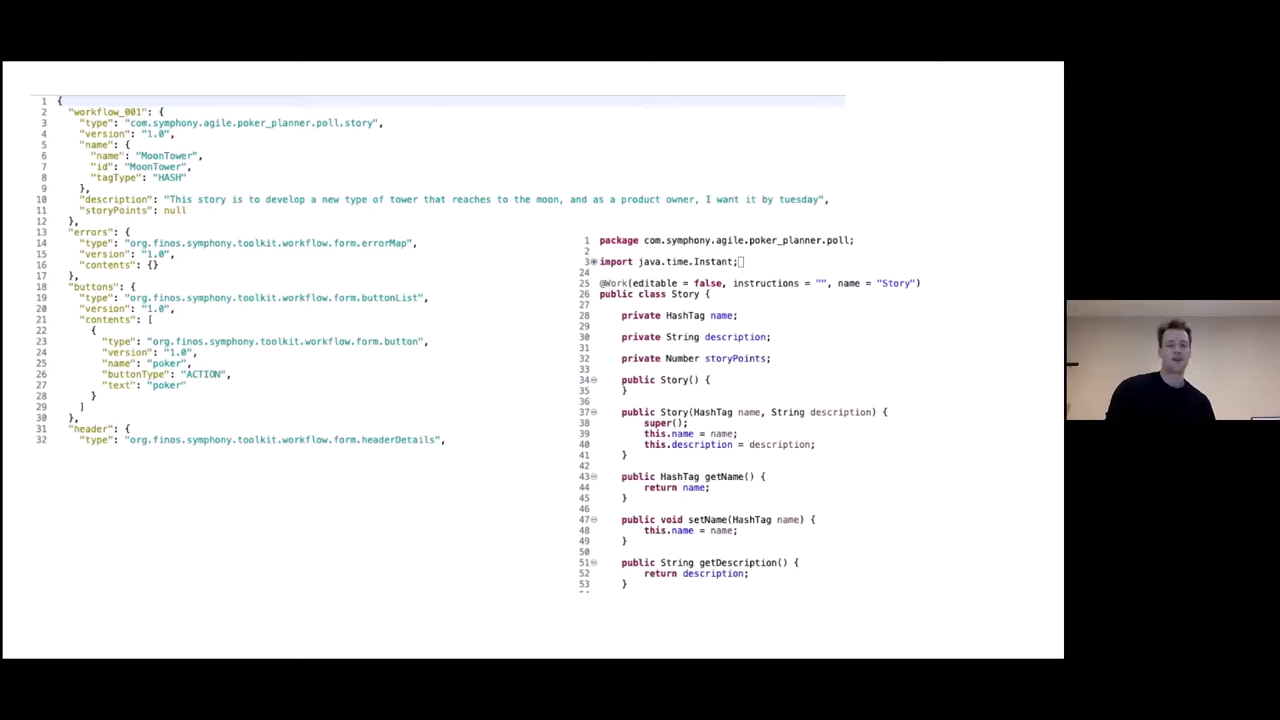 1 {
2 "workflow_001": {
3 "type": "com.symphony.agile.poker_planner.poll.story",
4 "version": "1.0",
5 "name": {
6 "name": "MoonTower",
7 "id": "MoonTower",
8 "tagType": "HASH"
9 },
10 "description": "This story is to develop a new type of tower that reaches to the moon, and as a product owner, I want it by tuesday",
11 "storyPoints": null
12 },
13 "errors": {
14 "type": "org.finos.symphony.toolkit.workflow.form.errorMap",
15 "version": "1.0",
16 "contents": {}
17 },
18 "buttons": {
19 "type": "org.finos.symphony.toolkit.workflow.form.buttonList",
20 "version": "1.0",
21 "contents": [
22 {
23 "type": "org.finos.symphony.toolkit.workflow.form.button",
24 "version": "1.0",
25 "name": "poker",
26 "buttonType": "ACTION",
27 "text": "poker"
28 }
29 ]
30 },
31 "header": {
32 "type": "org.finos.symphony.toolkit.workflow.form.headerDetails",
1 package com.symphony.agile.poker_planner.poll;
2
3 import java.time.Instant;
24
25 @Work(editable = false, instructions = "", name = "Story")
26 public class Story {
27
28 private HashTag name;
29
30 private String description;
31
32 private Number storyPoints;
33
34 public Story() {
35 }
36
37 public Story(HashTag name, String description) {
38 super();
39 this.name = name;
40 this.description = description;
41 }
42
43 public HashTag getName() {
44 return name;
45 }
46
47 public void setName(HashTag name) {
48 this.name = name;
49 }
50
51 public String getDescription() {
52 return description;
53 }